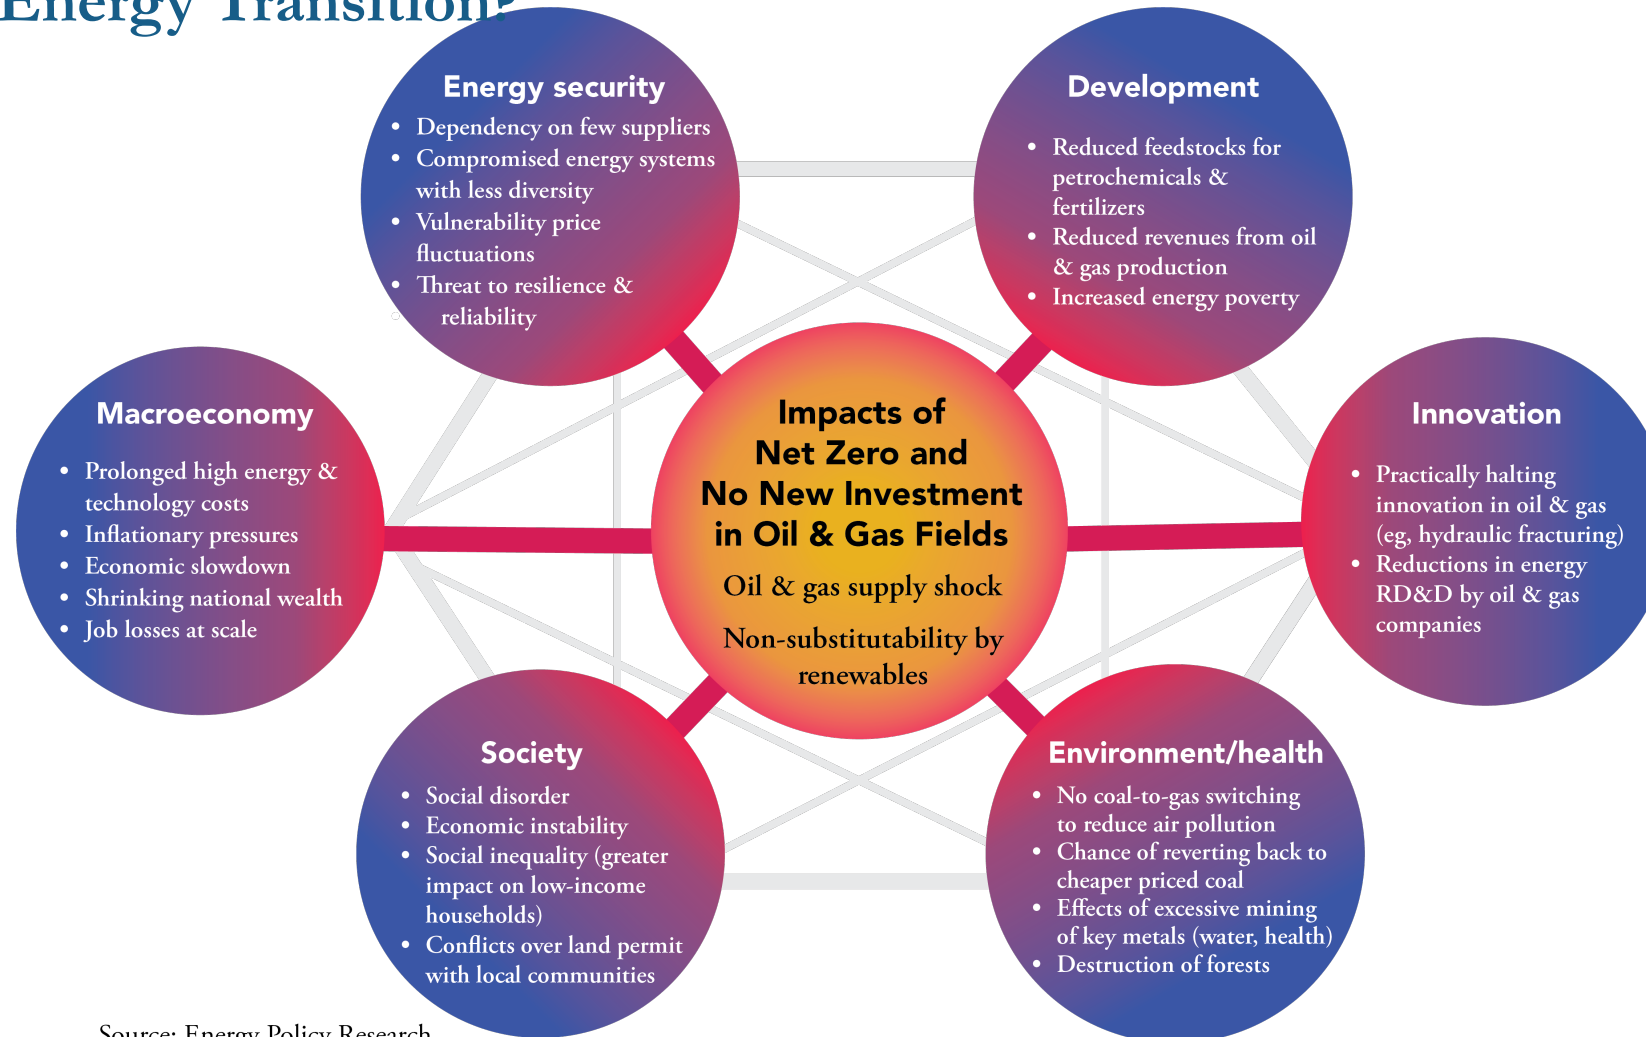 Energy Transition?
Energy security
• Dependency on few suppliers
• Compromised energy systems
with less diversity
• Vulnerability price
fluctuations
• Threat to resilience &
reliability
Development
• Reduced feedstocks for
petrochemicals &
fertilizers
• Reduced revenues from oil
& gas production
• Increased energy poverty
Macroeconomy
• Prolonged high energy &
technology costs
• Inflationary pressures
• Economic slowdown
• Shrinking national wealth
• Job losses at scale
Impacts of
Net Zero and
No New Investment
in Oil & Gas Fields
Oil & gas supply shock
Non-substitutability by
renewables
Innovation
• Practically halting
innovation in oil & gas
(eg, hydraulic fracturing)
• Reductions in energy
RD&D by oil & gas
companies
Society
• Social disorder
• Economic instability
• Social inequality (greater
impact on low-income
households)
• Conflicts over land permit
with local communities
Environment/health
• No coal-to-gas switching
to reduce air pollution
• Chance of reverting back to
cheaper priced coal
• Effects of excessive mining
of key metals (water, health)
• Destruction of forests
Source: Energy Policy Research